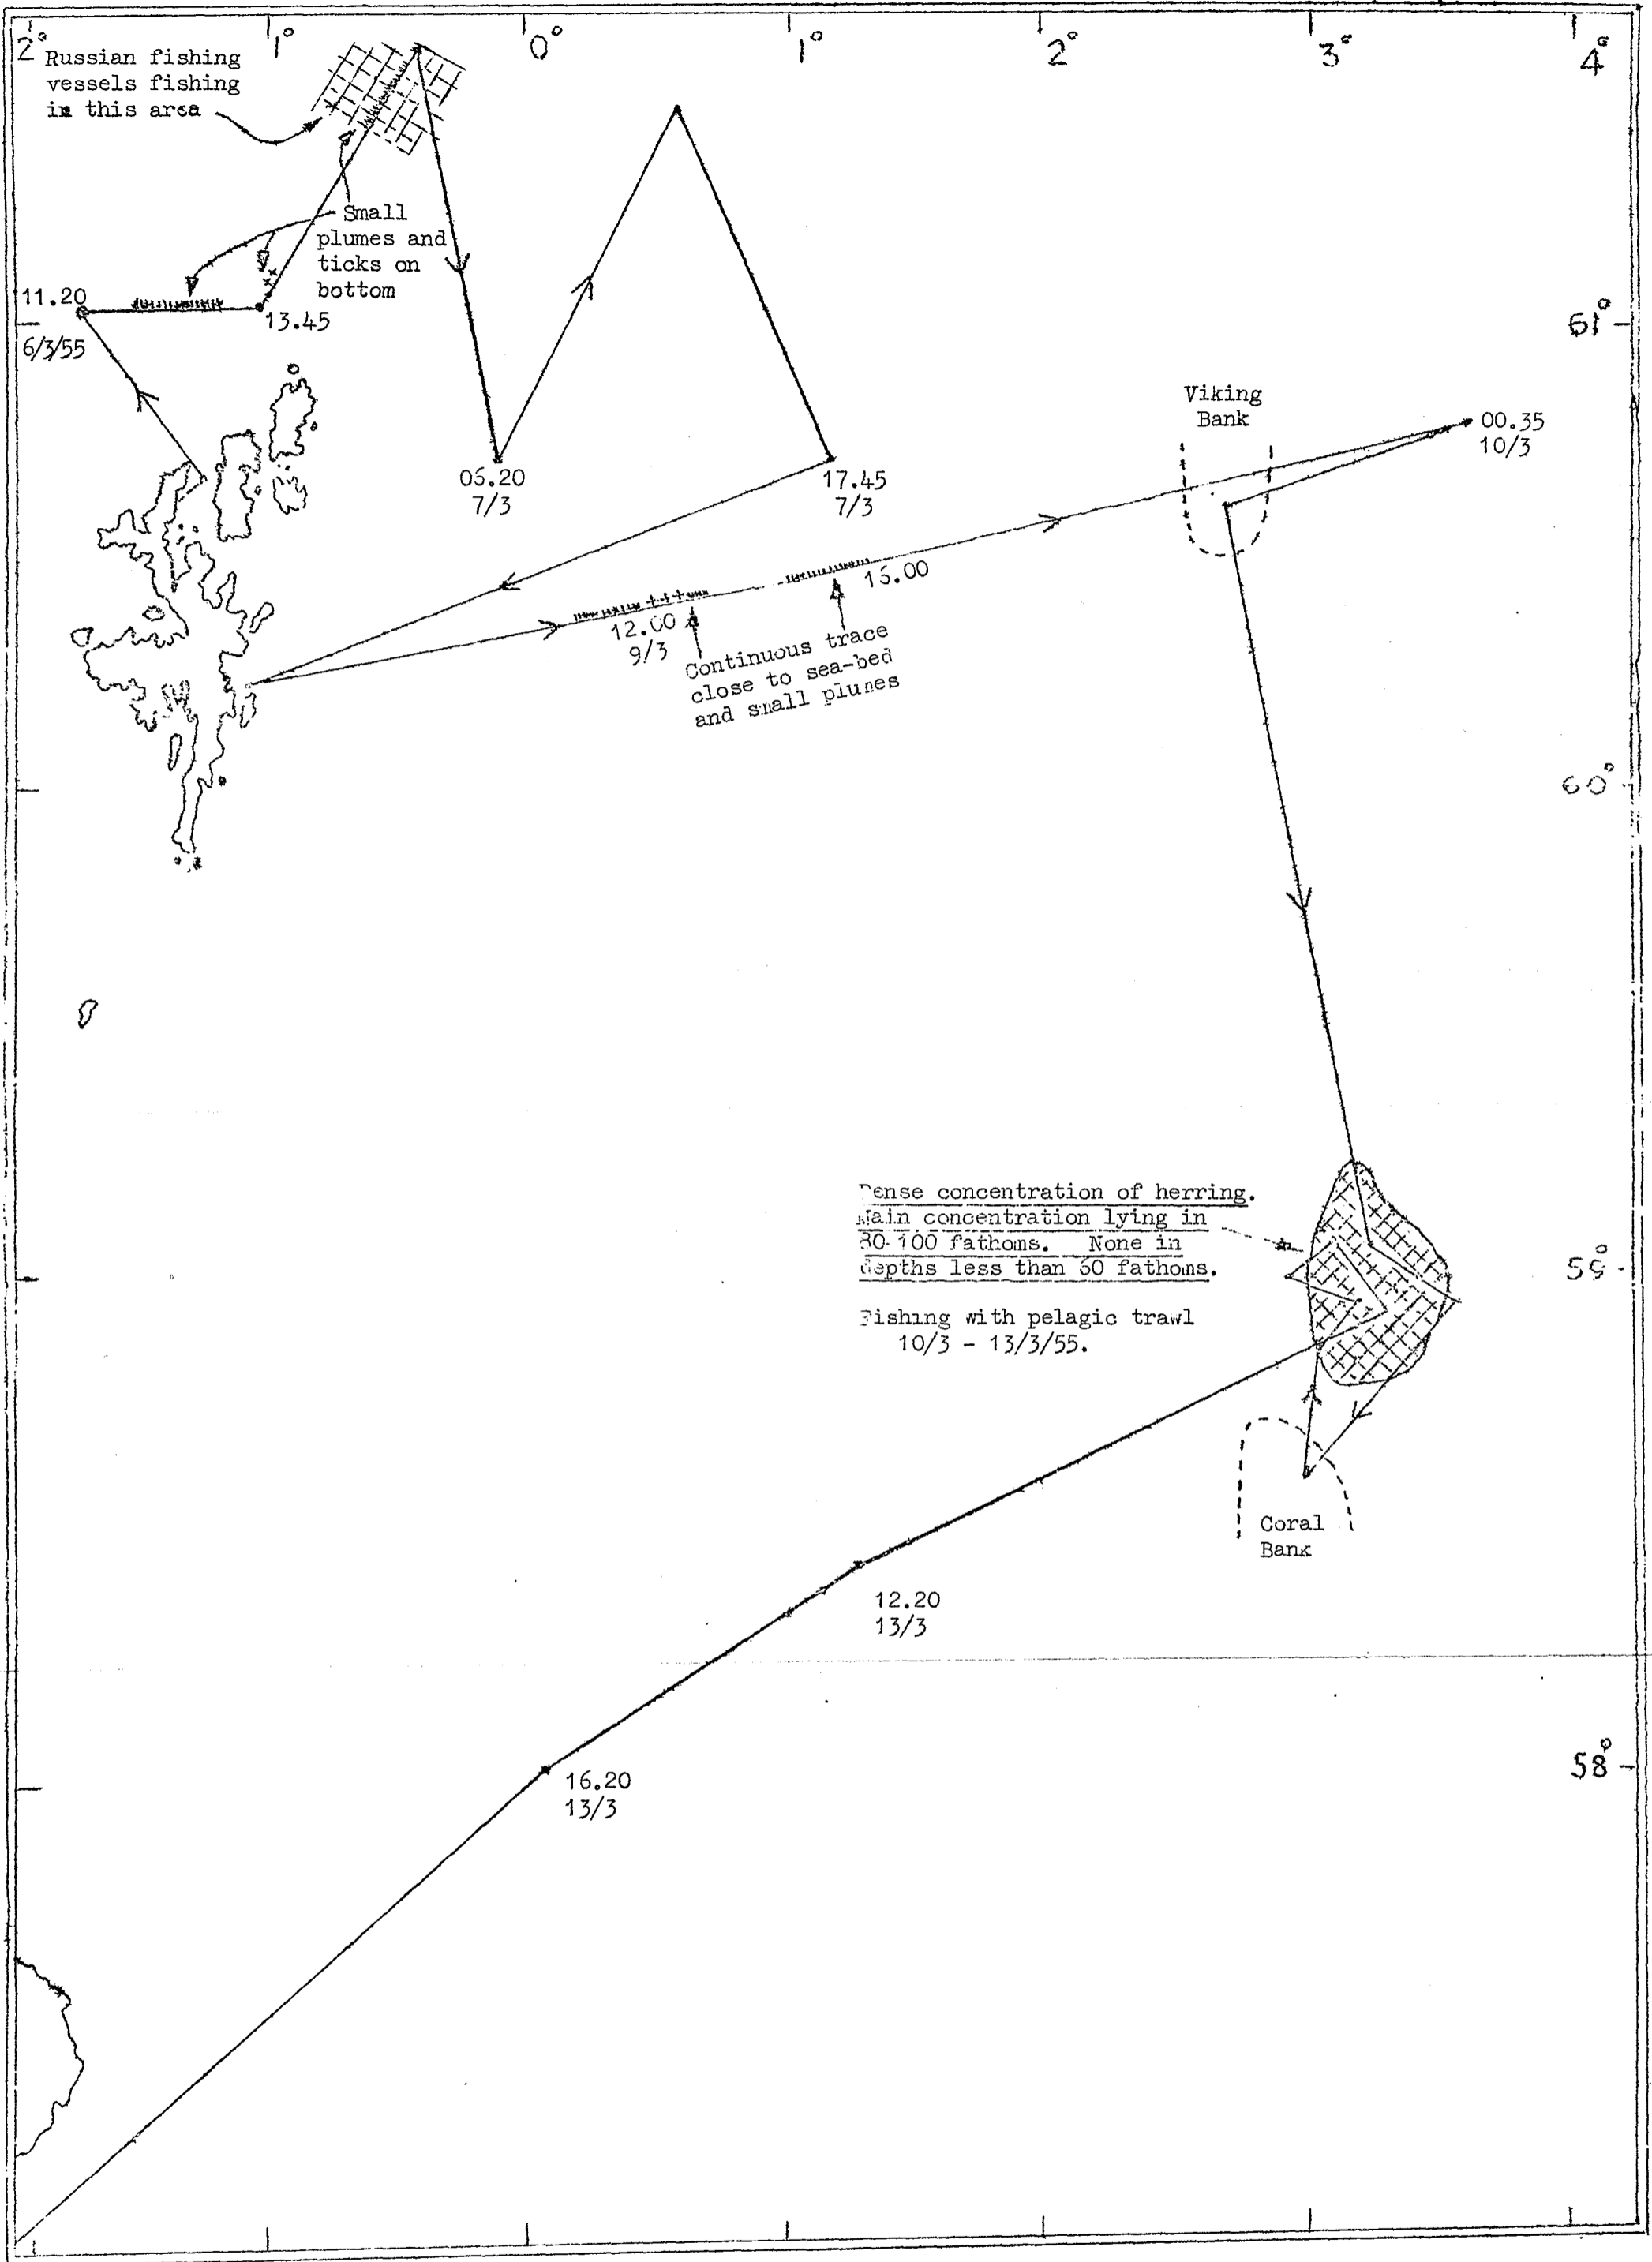 2° 1° 0° 1° 2° 3° 4°
Russian fishing
vessels fishing
in this area
Small
plumes and
ticks on
bottom
11.20
6/3/55
13.45
61°
Viking
Bank
00.35
10/3
05.20
7/3
17.45
7/3
15.00
12.00
9/3
Continuous trace
close to sea-bed
and small plumes
60°
Dense concentration of herring.
Main concentration lying in
80-100 fathoms. None in
depths less than 60 fathoms.
59°
Fishing with pelagic trawl
10/3 - 13/3/55.
Coral
Bank
12.20
13/3
58°
16.20
13/3